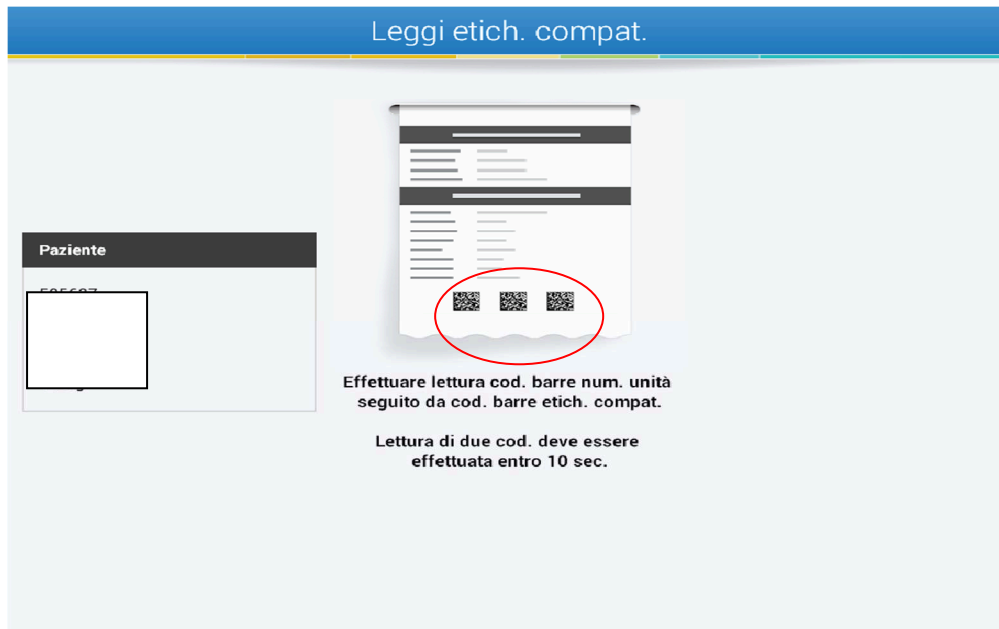 Leggi etich. compat.
Paziente
Effettuare lettura cod. barre num. unità
seguito da cod. barre etich. compat.
Lettura di due cod. deve essere
effettuata entro 10 sec.